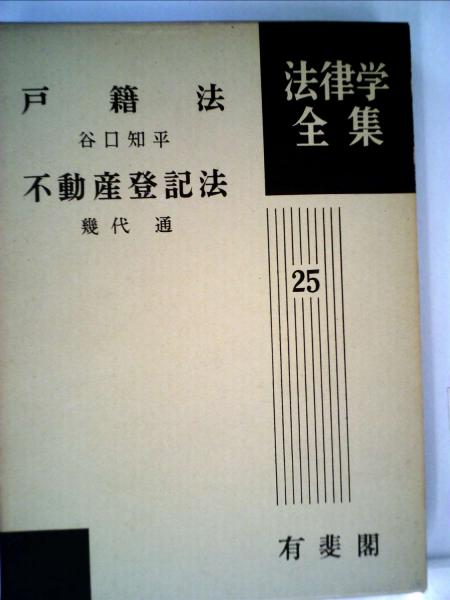 戸籍法
谷口知平
不動産登記法
幾代通
法律学
全集
25
有斐閣